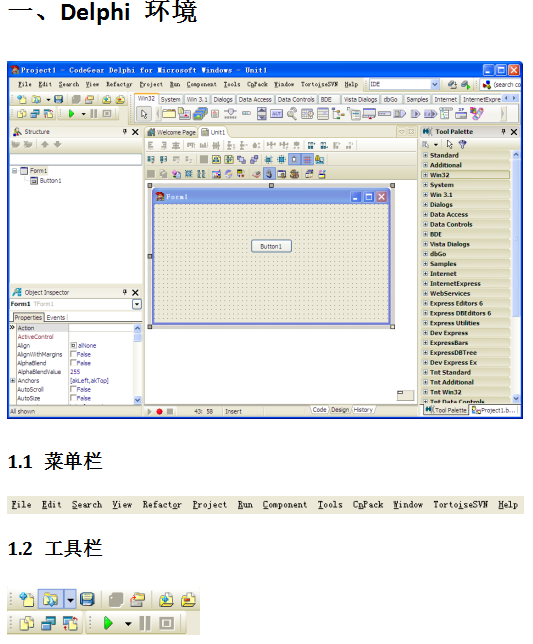 一、Delphi 环境
Project1 - CodeGear Delphi for Microsoft Windows - Unit1
File Edit Search View Refactor Project Run Component Tools CnPack Window TortoiseSVN Help IDE (search co
Win32 System Win 3.1 Dialogs Data Access Data Controls BDE Vista Dialogs dbGo Samples Internet InternetExpre
Structure
Form1
Button1
Welcome Page Unit1
Form1
Button1
Tool Palette
Standard
Additional
Win32
System
Win 3.1
Dialogs
Data Access
Data Controls
BDE
Vista Dialogs
dbGo
Samples
Internet
InternetExpress
WebServices
Express Editors 6
Express DBEditors 6
Express Utilities
Dev Express
ExpressBars
ExpressDBTree
Dev Express Ex
Tnt Standard
Tnt Additional
Tnt Win32
Tnt Data Controls
Object Inspector
Form1 TForm1
Properties Events
Action
ActiveControl
Align alNone
AlignWithMargins False
AlphaBlend False
AlphaBlendValue 255
Anchors [akLeft,akTop]
AutoScroll False
AutoSize False
All shown
43: 58 Insert
Code Design History
Tool Palette Project1.b...
1.1 菜单栏
File Edit Search View Refactor Project Run Component Tools CnPack Window TortoiseSVN Help
1.2 工具栏